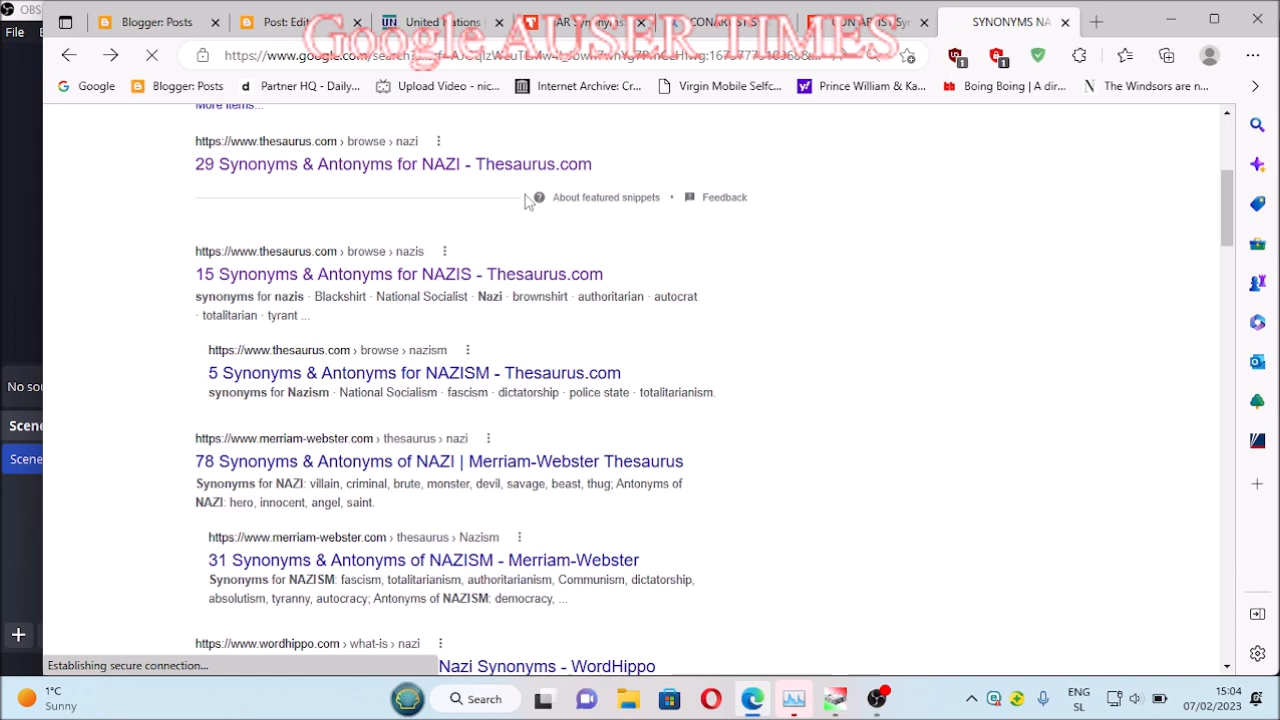 OBS
Blogger: Posts
Post: Edit
United Nations
CON ARTIST Syn
SYNONYMS NA
Google AUSER TIMES
File
Google
Blogger: Posts
Partner HQ - Daily...
Upload Video - nic...
Internet Archive: Cr...
Virgin Mobile Selfc...
Prince William & Ka...
Boing Boing | A dir...
The Windsors are n...
More items...
https://www.thesaurus.com › browse › nazi
29 Synonyms & Antonyms for NAZI - Thesaurus.com
About featured snippets • Feedback
https://www.thesaurus.com › browse › nazis
15 Synonyms & Antonyms for NAZIS - Thesaurus.com
synonyms for nazis · Blackshirt · National Socialist · Nazi · brownshirt · authoritarian · autocrat
· totalitarian · tyrant ...
https://www.thesaurus.com › browse › nazism
5 Synonyms & Antonyms for NAZISM - Thesaurus.com
synonyms for Nazism · National Socialism · fascism · dictatorship · police state · totalitarianism.
No sou
Scene
https://www.merriam-webster.com › thesaurus › nazi
78 Synonyms & Antonyms of NAZI | Merriam-Webster Thesaurus
Scene
Synonyms for NAZI: villain, criminal, brute, monster, devil, savage, beast, thug; Antonyms of
NAZI: hero, innocent, angel, saint.
https://www.merriam-webster.com › thesaurus › Nazism
31 Synonyms & Antonyms of NAZISM - Merriam-Webster
Synonyms for NAZISM: fascism, totalitarianism, authoritarianism, Communism, dictatorship,
absolutism, tyranny, autocracy; Antonyms of NAZISM: democracy, ...
https://www.wordhippo.com › what-is › nazi
Nazi Synonyms - WordHippo
Establishing secure connection...
1°C
Sunny
Search
ENG
SL
15:04
07/02/2023